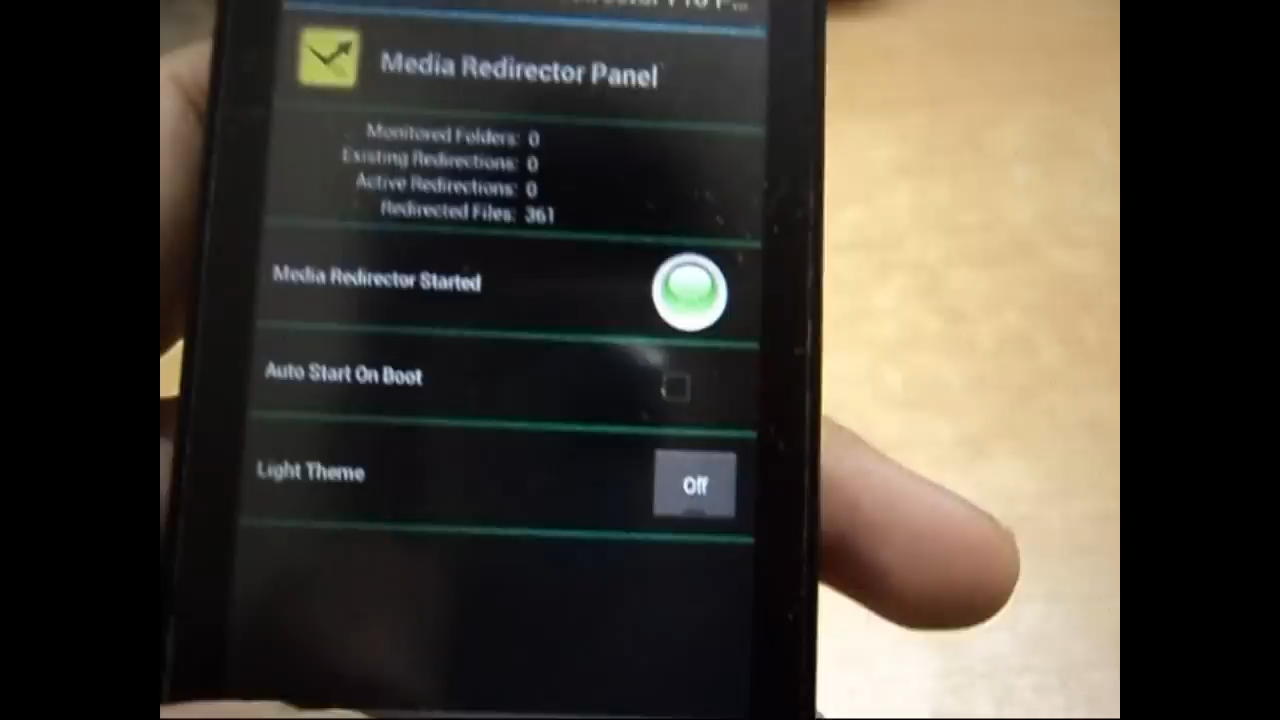 Media Redirector Panel
Monitored Folders: 0
Existing Redirections: 0
Active Redirections: 0
Redirected Files: 361
Media Redirector Started
Auto Start On Boot
Light Theme
Off